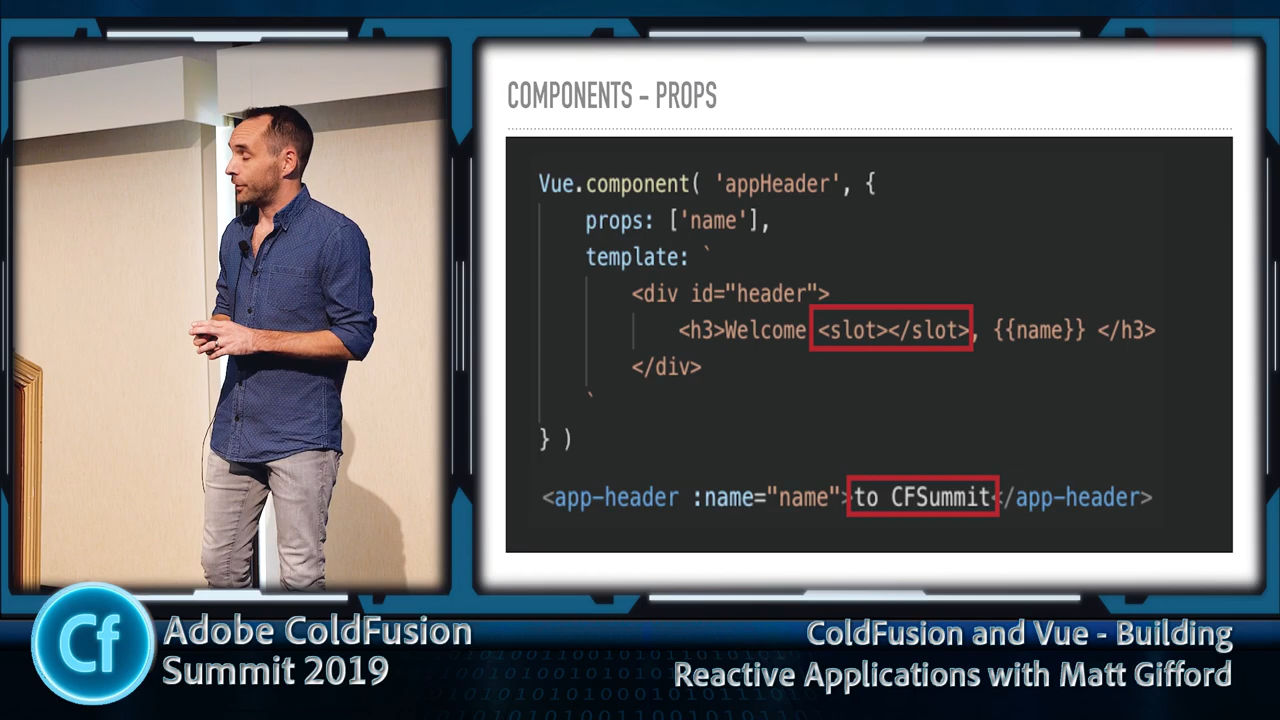 COMPONENTS - PROPS
Vue.component( 'appHeader', {
props: ['name'],
template: `
<div id="header">
<h3>Welcome <slot></slot>, {{name}} </h3>
</div>
`
} )
<app-header :name="name">to CFSummit</app-header>
Cf
Adobe ColdFusion
Summit 2019
ColdFusion and Vue - Building
Reactive Applications with Matt Gifford